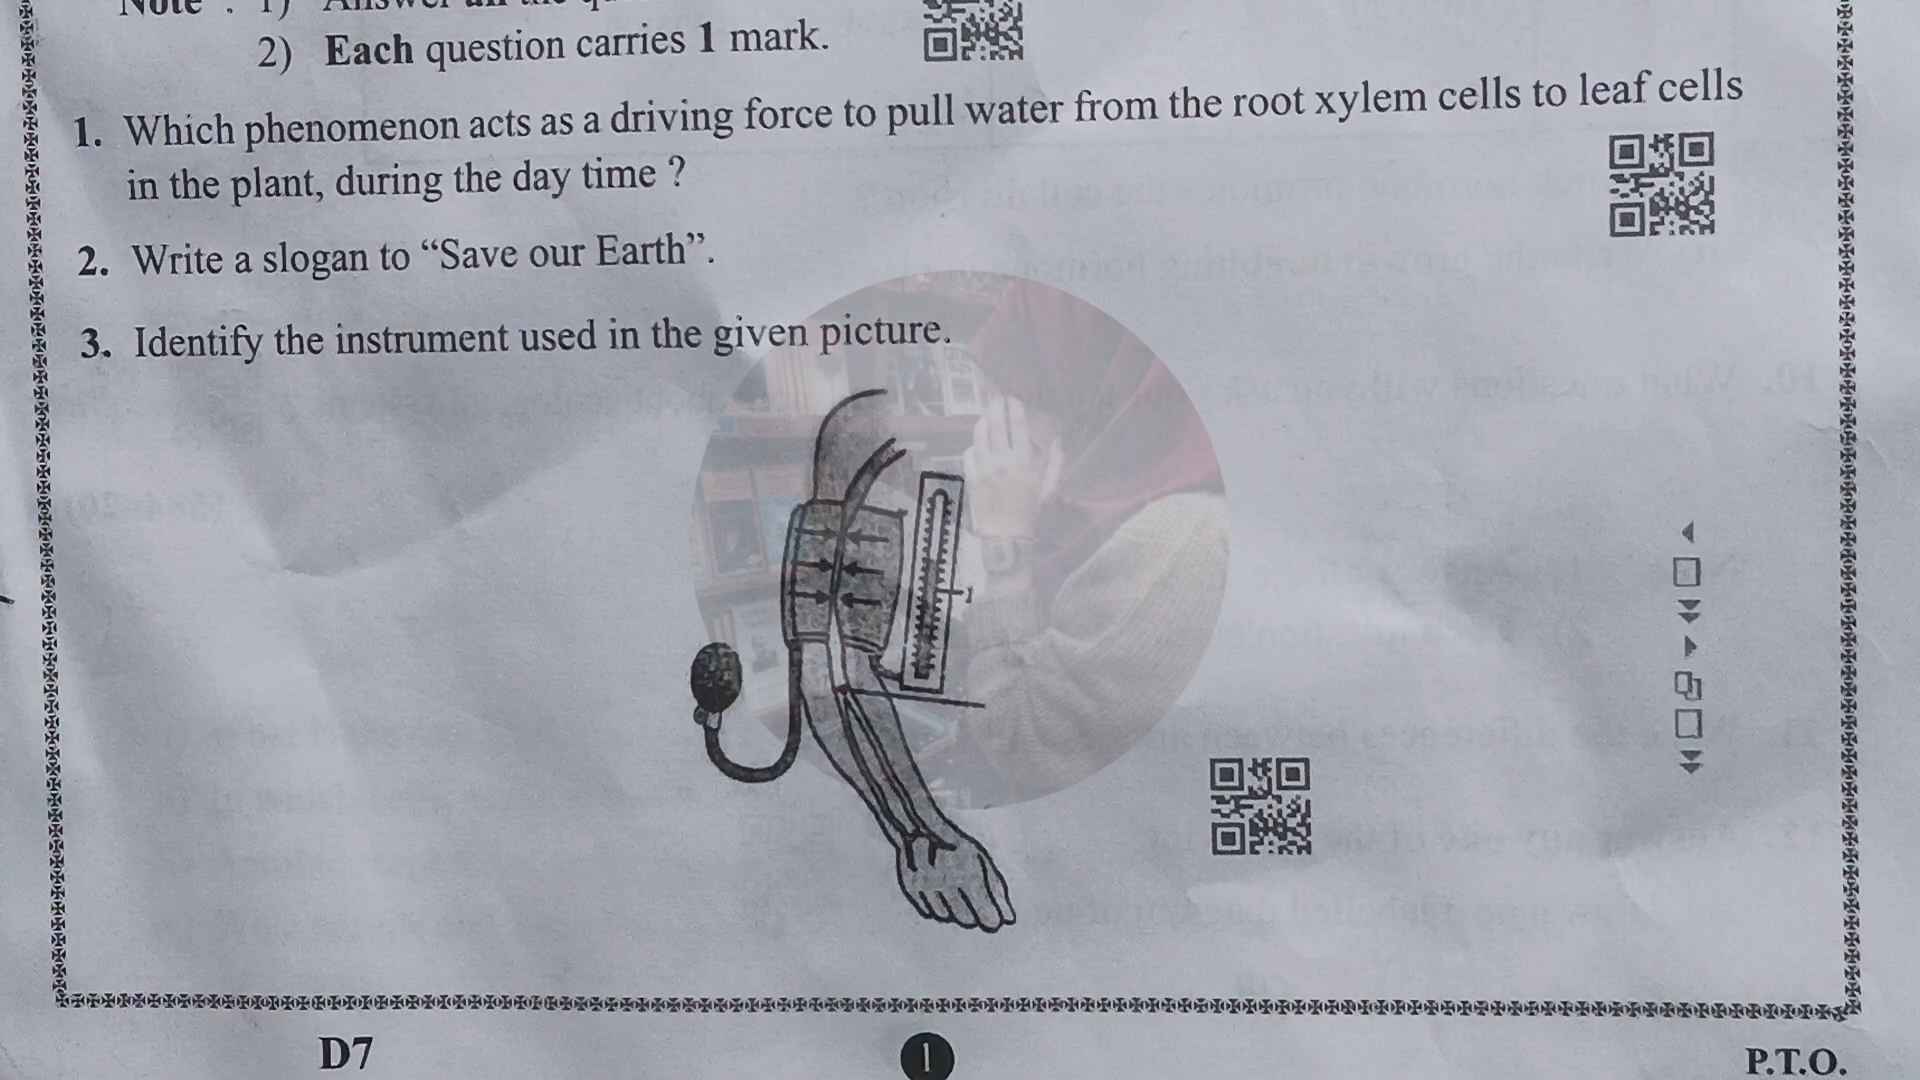 2) Each question carries 1 mark.
1. Which phenomenon acts as a driving force to pull water from the root xylem cells to leaf cells
in the plant, during the day time ?
2. Write a slogan to “Save our Earth”.
3. Identify the instrument used in the given picture.
D7
1
P.T.O.